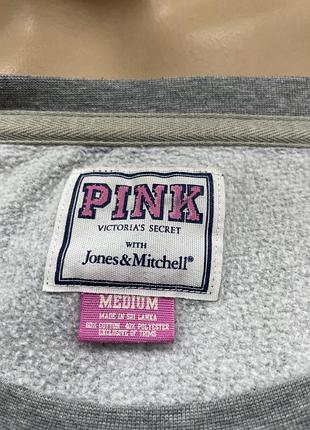 PINK
VICTORIA'S SECRET
WITH
Jones&Mitchell®
MEDIUM
MADE IN SRI LANKA
60% COTTON 40% POLYESTER
EXCLUSIVE OF TRIMS